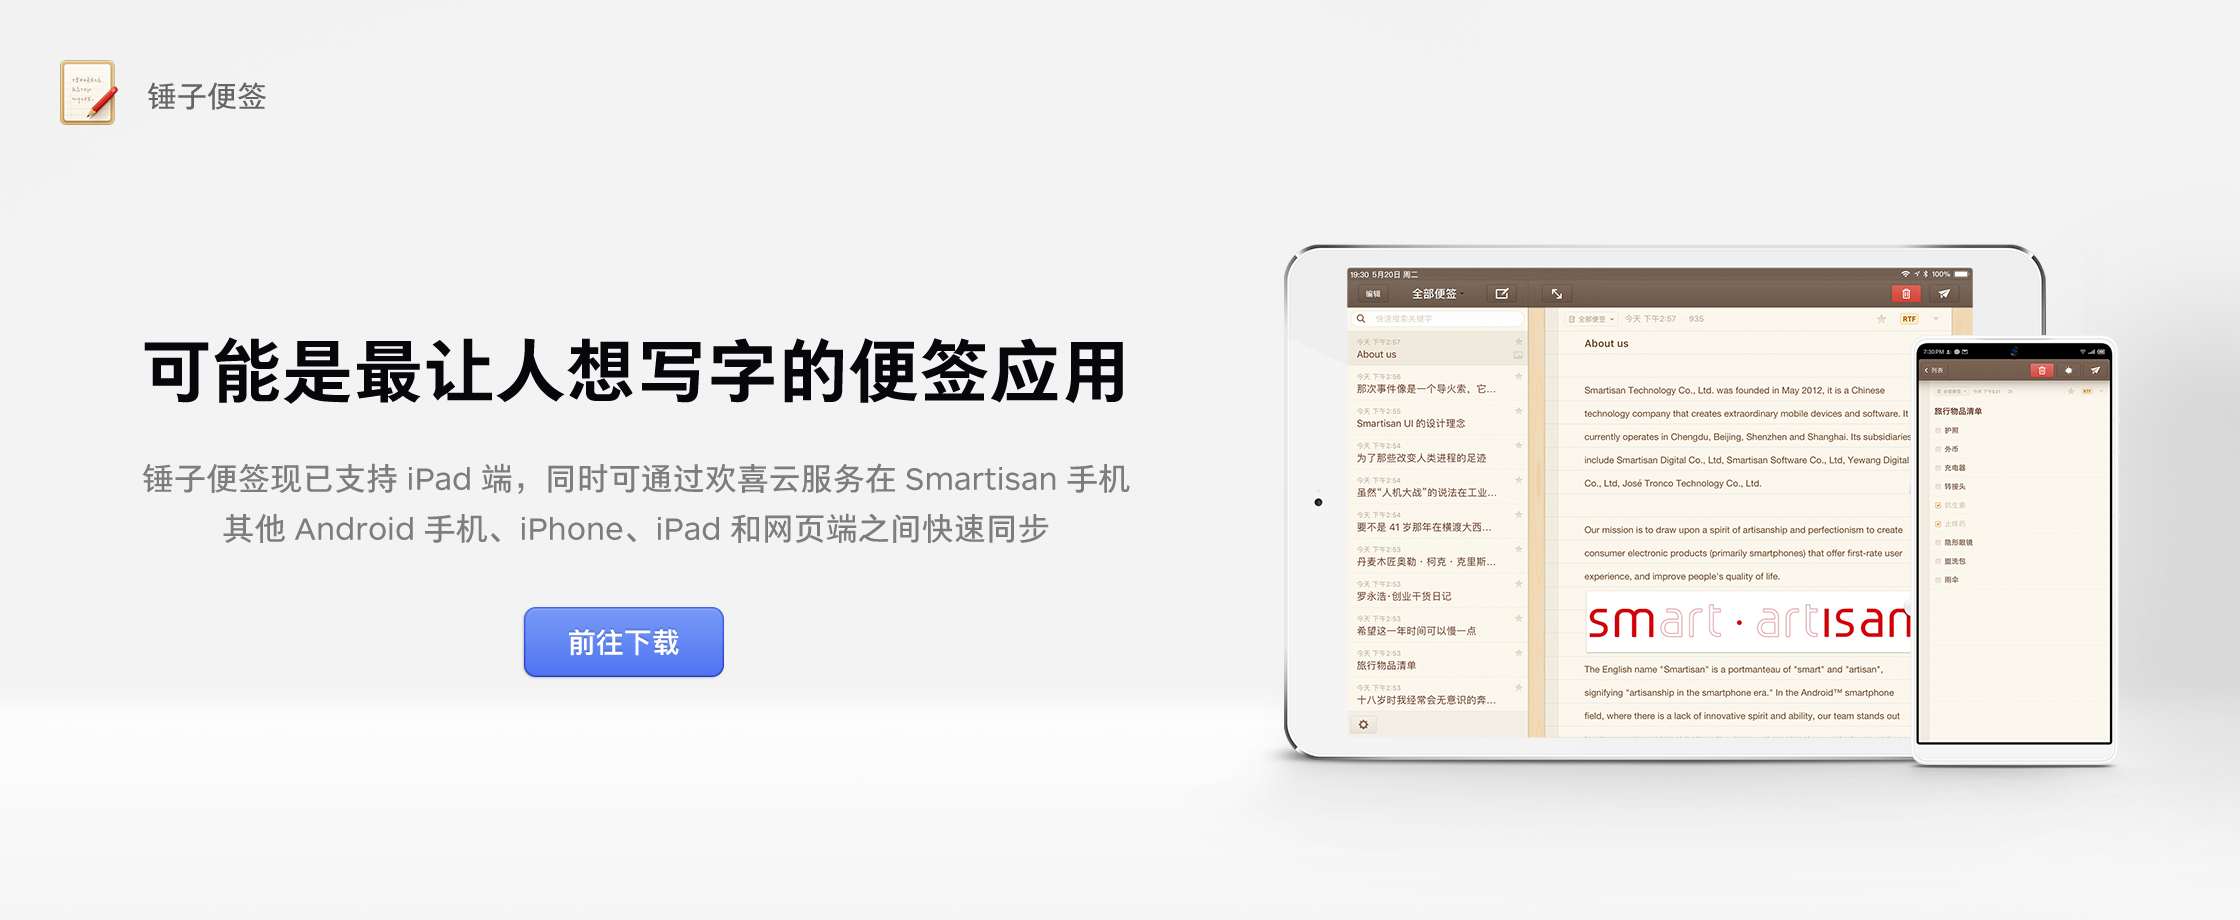 锤子便签
可能是最让人想写字的便签应用
锤子便签现已支持 iPad 端，同时可通过欢喜云服务在 Smartisan 手机
其他 Android 手机、iPhone、iPad 和网页端之间快速同步
前往下载
19:30 5月20日 周二
100%
编辑
全部便签
快速搜索关键字
今天 下午2:57
About us
今天 下午2:56
那次事件像是一个导火索，它...
今天 下午2:55
Smartisan UI 的设计理念
今天 下午2:54
为了那些改变人类进程的足迹
今天 下午2:54
虽然“人机大战”的说法在工业...
今天 下午2:54
要不是 41 岁那年在横渡大西...
今天 下午2:53
丹麦木匠奥勒 · 柯克 · 克里斯...
今天 下午2:53
罗永浩·创业干货日记
今天 下午2:53
希望这一年时间可以慢一点
今天 下午2:53
旅行物品清单
今天 下午2:53
十八岁时我经常会无意识的奔...
全部便签 今天 下午2:57 935 RTF
About us
Smartisan Technology Co., Ltd. was founded in May 2012, it is a Chinese
technology company that creates extraordinary mobile devices and software. It
currently operates in Chengdu, Beijing, Shenzhen and Shanghai. Its subsidiaries
include Smartisan Digital Co., Ltd, Smartisan Software Co., Ltd, Yewang Digital
Co., Ltd, José Tronco Technology Co., Ltd.
Our mission is to draw upon a spirit of artisanship and perfectionism to create
consumer electronic products (primarily smartphones) that offer first-rate user
experience, and improve people's quality of life.
smart · artisan
The English name "Smartisan" is a portmanteau of "smart" and "artisan",
signifying "artisanship in the smartphone era." In the Android™ smartphone
field, where there is a lack of innovative spirit and ability, our team stands out
7:30PM
列表
全部便签 今天 下午4:21 31 RTF
旅行物品清单
护照
外币
充电器
转接头
抗生素
止疼药
隐形眼镜
盥洗包
雨伞